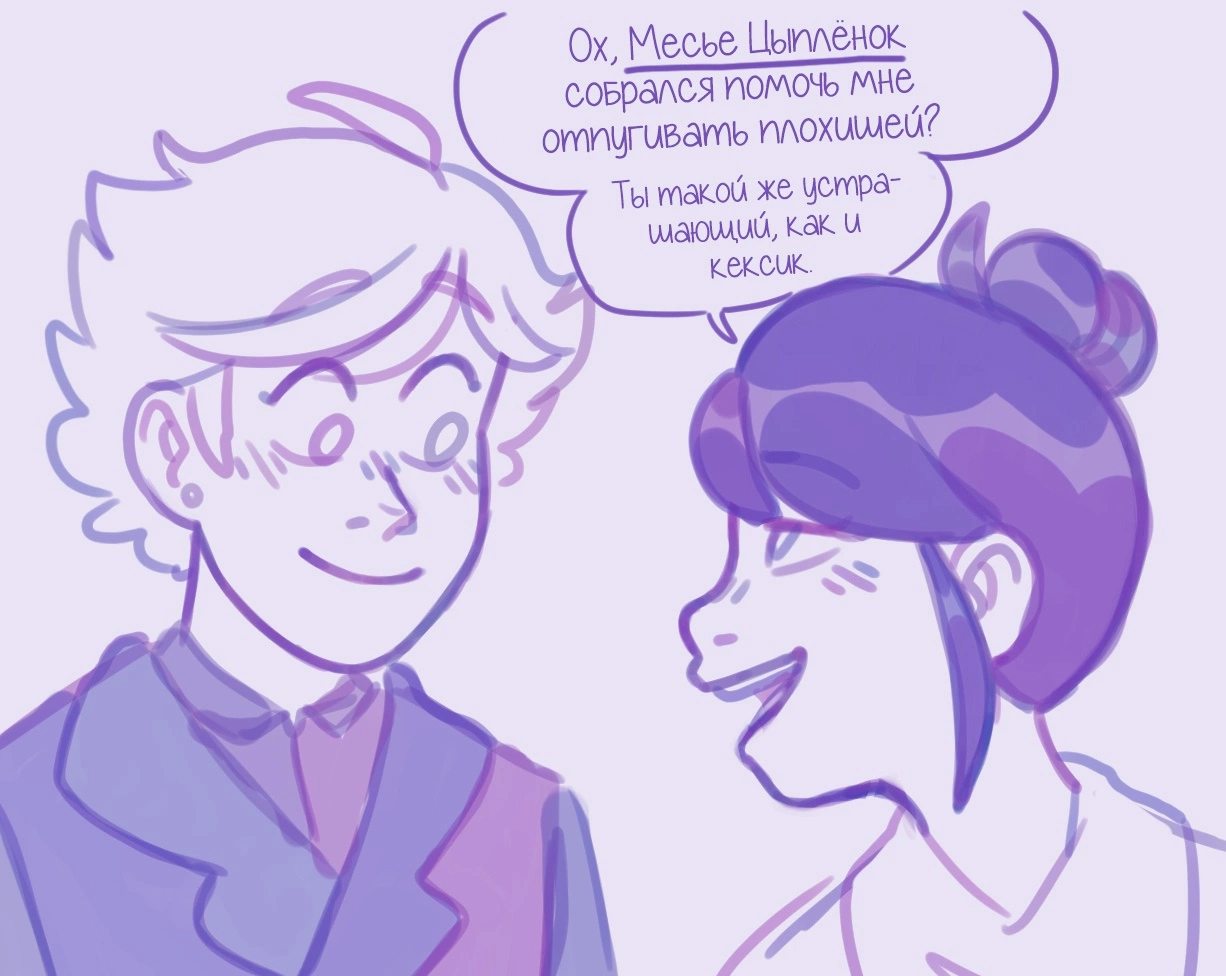 Ох, Месье Цыплёнок
собрался помочь мне
отпугивать плохишей?
Ты такой же устра-
шающий, как и
кексик.